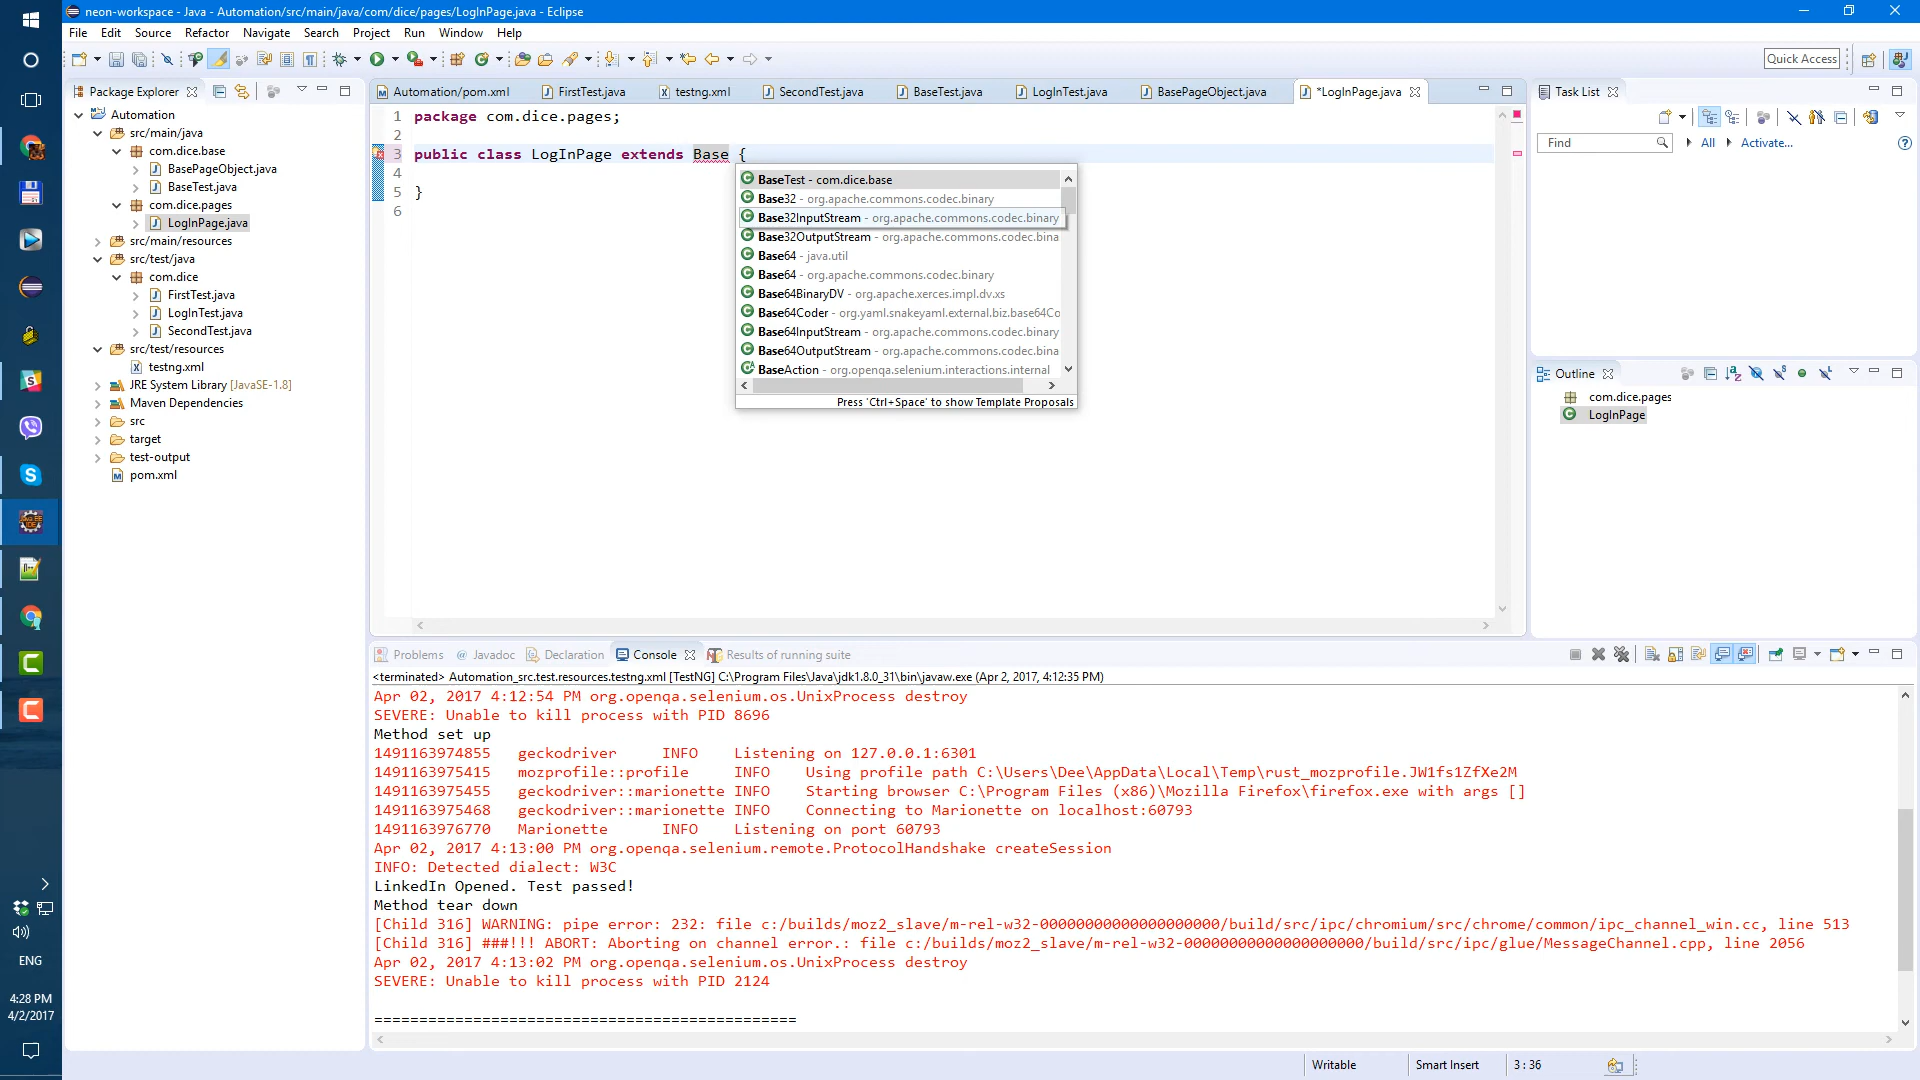 neon-workspace - Java - Automation/src/main/java/com/dice/pages/LogInPage.java - Eclipse
File Edit Source Refactor Navigate Search Project Run Window Help
Quick Access
Package Explorer
Automation
src/main/java
com.dice.base
BasePageObject.java
BaseTest.java
com.dice.pages
LogInPage.java
src/main/resources
src/test/java
com.dice
FirstTest.java
LogInTest.java
SecondTest.java
src/test/resources
testng.xml
JRE System Library [JavaSE-1.8]
Maven Dependencies
src
target
test-output
pom.xml
Automation/pom.xml FirstTest.java testng.xml SecondTest.java BaseTest.java LogInTest.java BasePageObject.java *LogInPage.java
1 package com.dice.pages;
2
3 public class LogInPage extends Base {
4
5 }
6
BaseTest - com.dice.base
Base32 - org.apache.commons.codec.binary
Base32InputStream - org.apache.commons.codec.binary
Base32OutputStream - org.apache.commons.codec.bina
Base64 - java.util
Base64 - org.apache.commons.codec.binary
Base64BinaryDV - org.apache.xerces.impl.dv.xs
Base64Coder - org.yaml.snakeyaml.external.biz.base64Co
Base64InputStream - org.apache.commons.codec.binary
Base64OutputStream - org.apache.commons.codec.bina
BaseAction - org.openqa.selenium.interactions.internal
Press 'Ctrl+Space' to show Template Proposals
Task List
Find All Activate...
Outline
com.dice.pages
LogInPage
Problems @ Javadoc Declaration Console Results of running suite
<terminated> Automation_src.test.resources.testng.xml [TestNG] C:\Program Files\Java\jdk1.8.0_31\bin\javaw.exe (Apr 2, 2017, 4:12:35 PM)
Apr 02, 2017 4:12:54 PM org.openqa.selenium.os.UnixProcess destroy
SEVERE: Unable to kill process with PID 8696
Method set up
1491163974855 geckodriver INFO Listening on 127.0.0.1:6301
1491163975415 mozprofile::profile INFO Using profile path C:\Users\Dee\AppData\Local\Temp\rust_mozprofile.JW1fs1ZfXe2M
1491163975455 geckodriver::marionette INFO Starting browser C:\Program Files (x86)\Mozilla Firefox\firefox.exe with args []
1491163975468 geckodriver::marionette INFO Connecting to Marionette on localhost:60793
1491163976770 Marionette INFO Listening on port 60793
Apr 02, 2017 4:13:00 PM org.openqa.selenium.remote.ProtocolHandshake createSession
INFO: Detected dialect: W3C
LinkedIn Opened. Test passed!
Method tear down
[Child 316] WARNING: pipe error: 232: file c:/builds/moz2_slave/m-rel-w32-00000000000000000000/build/src/ipc/chromium/src/chrome/common/ipc_channel_win.cc, line 513
[Child 316] ###!!! ABORT: Aborting on channel error.: file c:/builds/moz2_slave/m-rel-w32-00000000000000000000/build/src/ipc/glue/MessageChannel.cpp, line 2056
Apr 02, 2017 4:13:02 PM org.openqa.selenium.os.UnixProcess destroy
SEVERE: Unable to kill process with PID 2124
===============================================
Writable Smart Insert 3 : 36
ENG
4:28 PM
4/2/2017